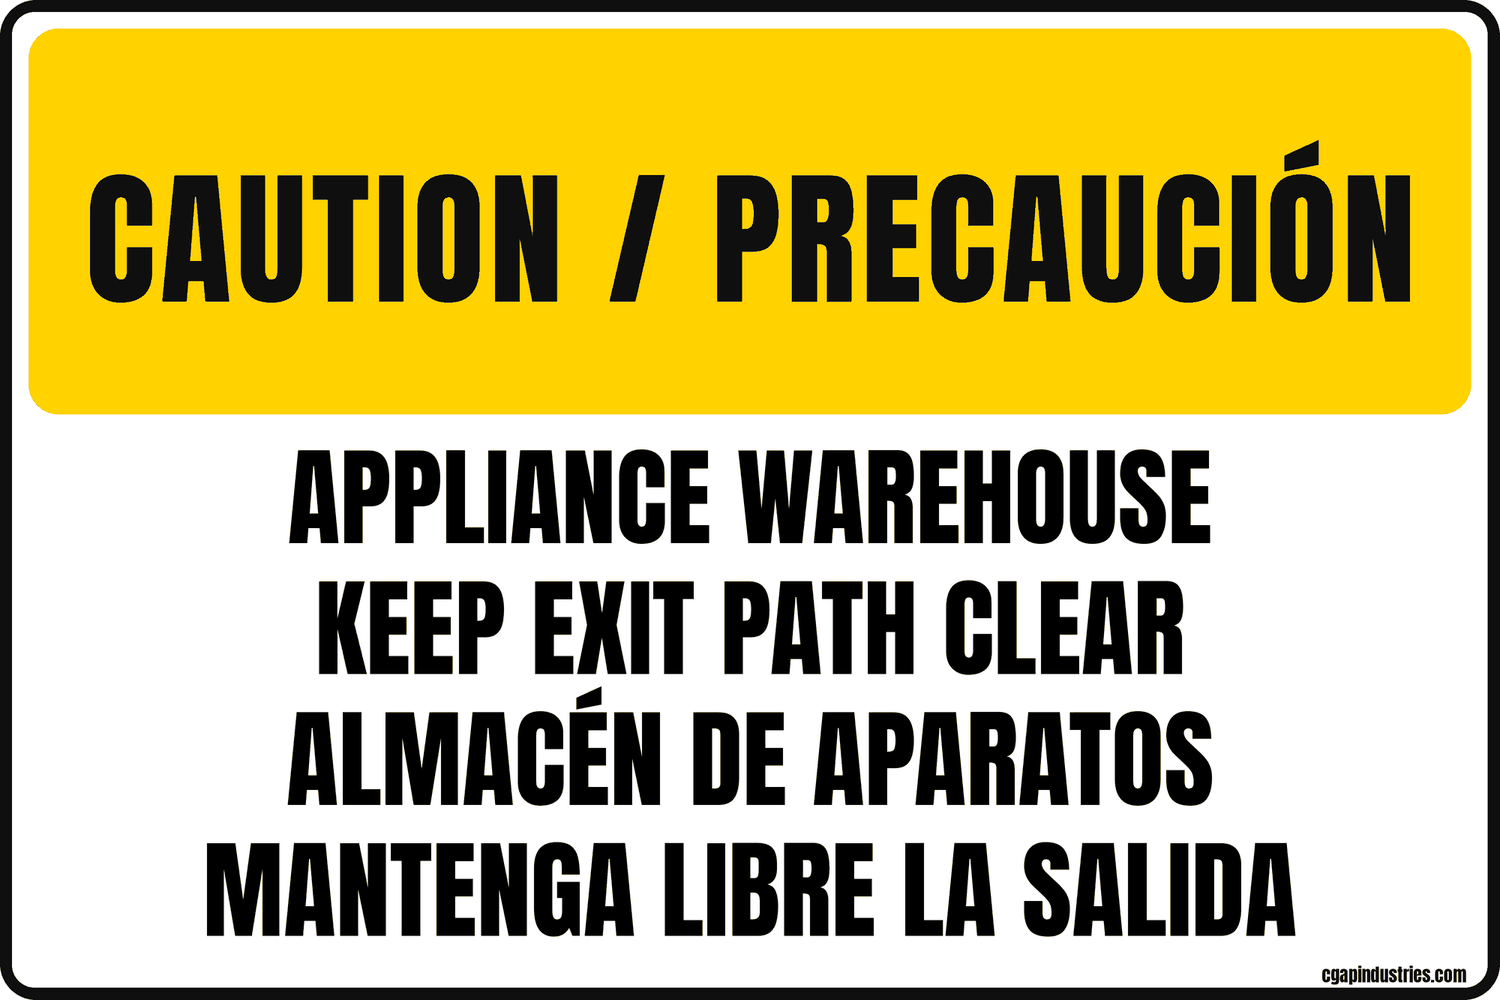 CAUTION / PRECAUCIÓN
APPLIANCE WAREHOUSE
KEEP EXIT PATH CLEAR
ALMACÉN DE APARATOS
MANTENGA LIBRE LA SALIDA
cgapindustries.com